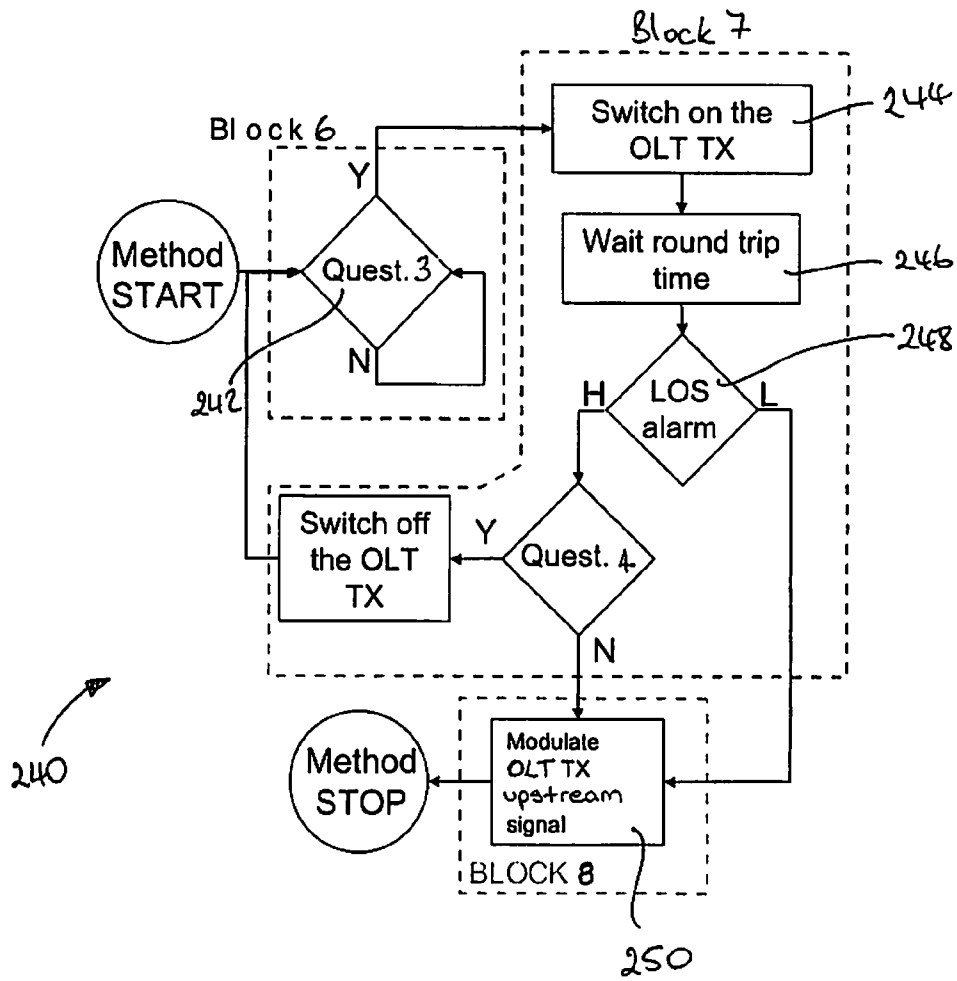 Block 7
Switch on the
OLT TX
244
Block 6
Y
Method
START
Quest. 3
N
242
Wait round trip
time
246
248
H
LOS
alarm
L
Switch off
the OLT
TX
Y
Quest. 4
N
240
Method
STOP
Modulate
OLT TX
upstream
signal
BLOCK 8
250